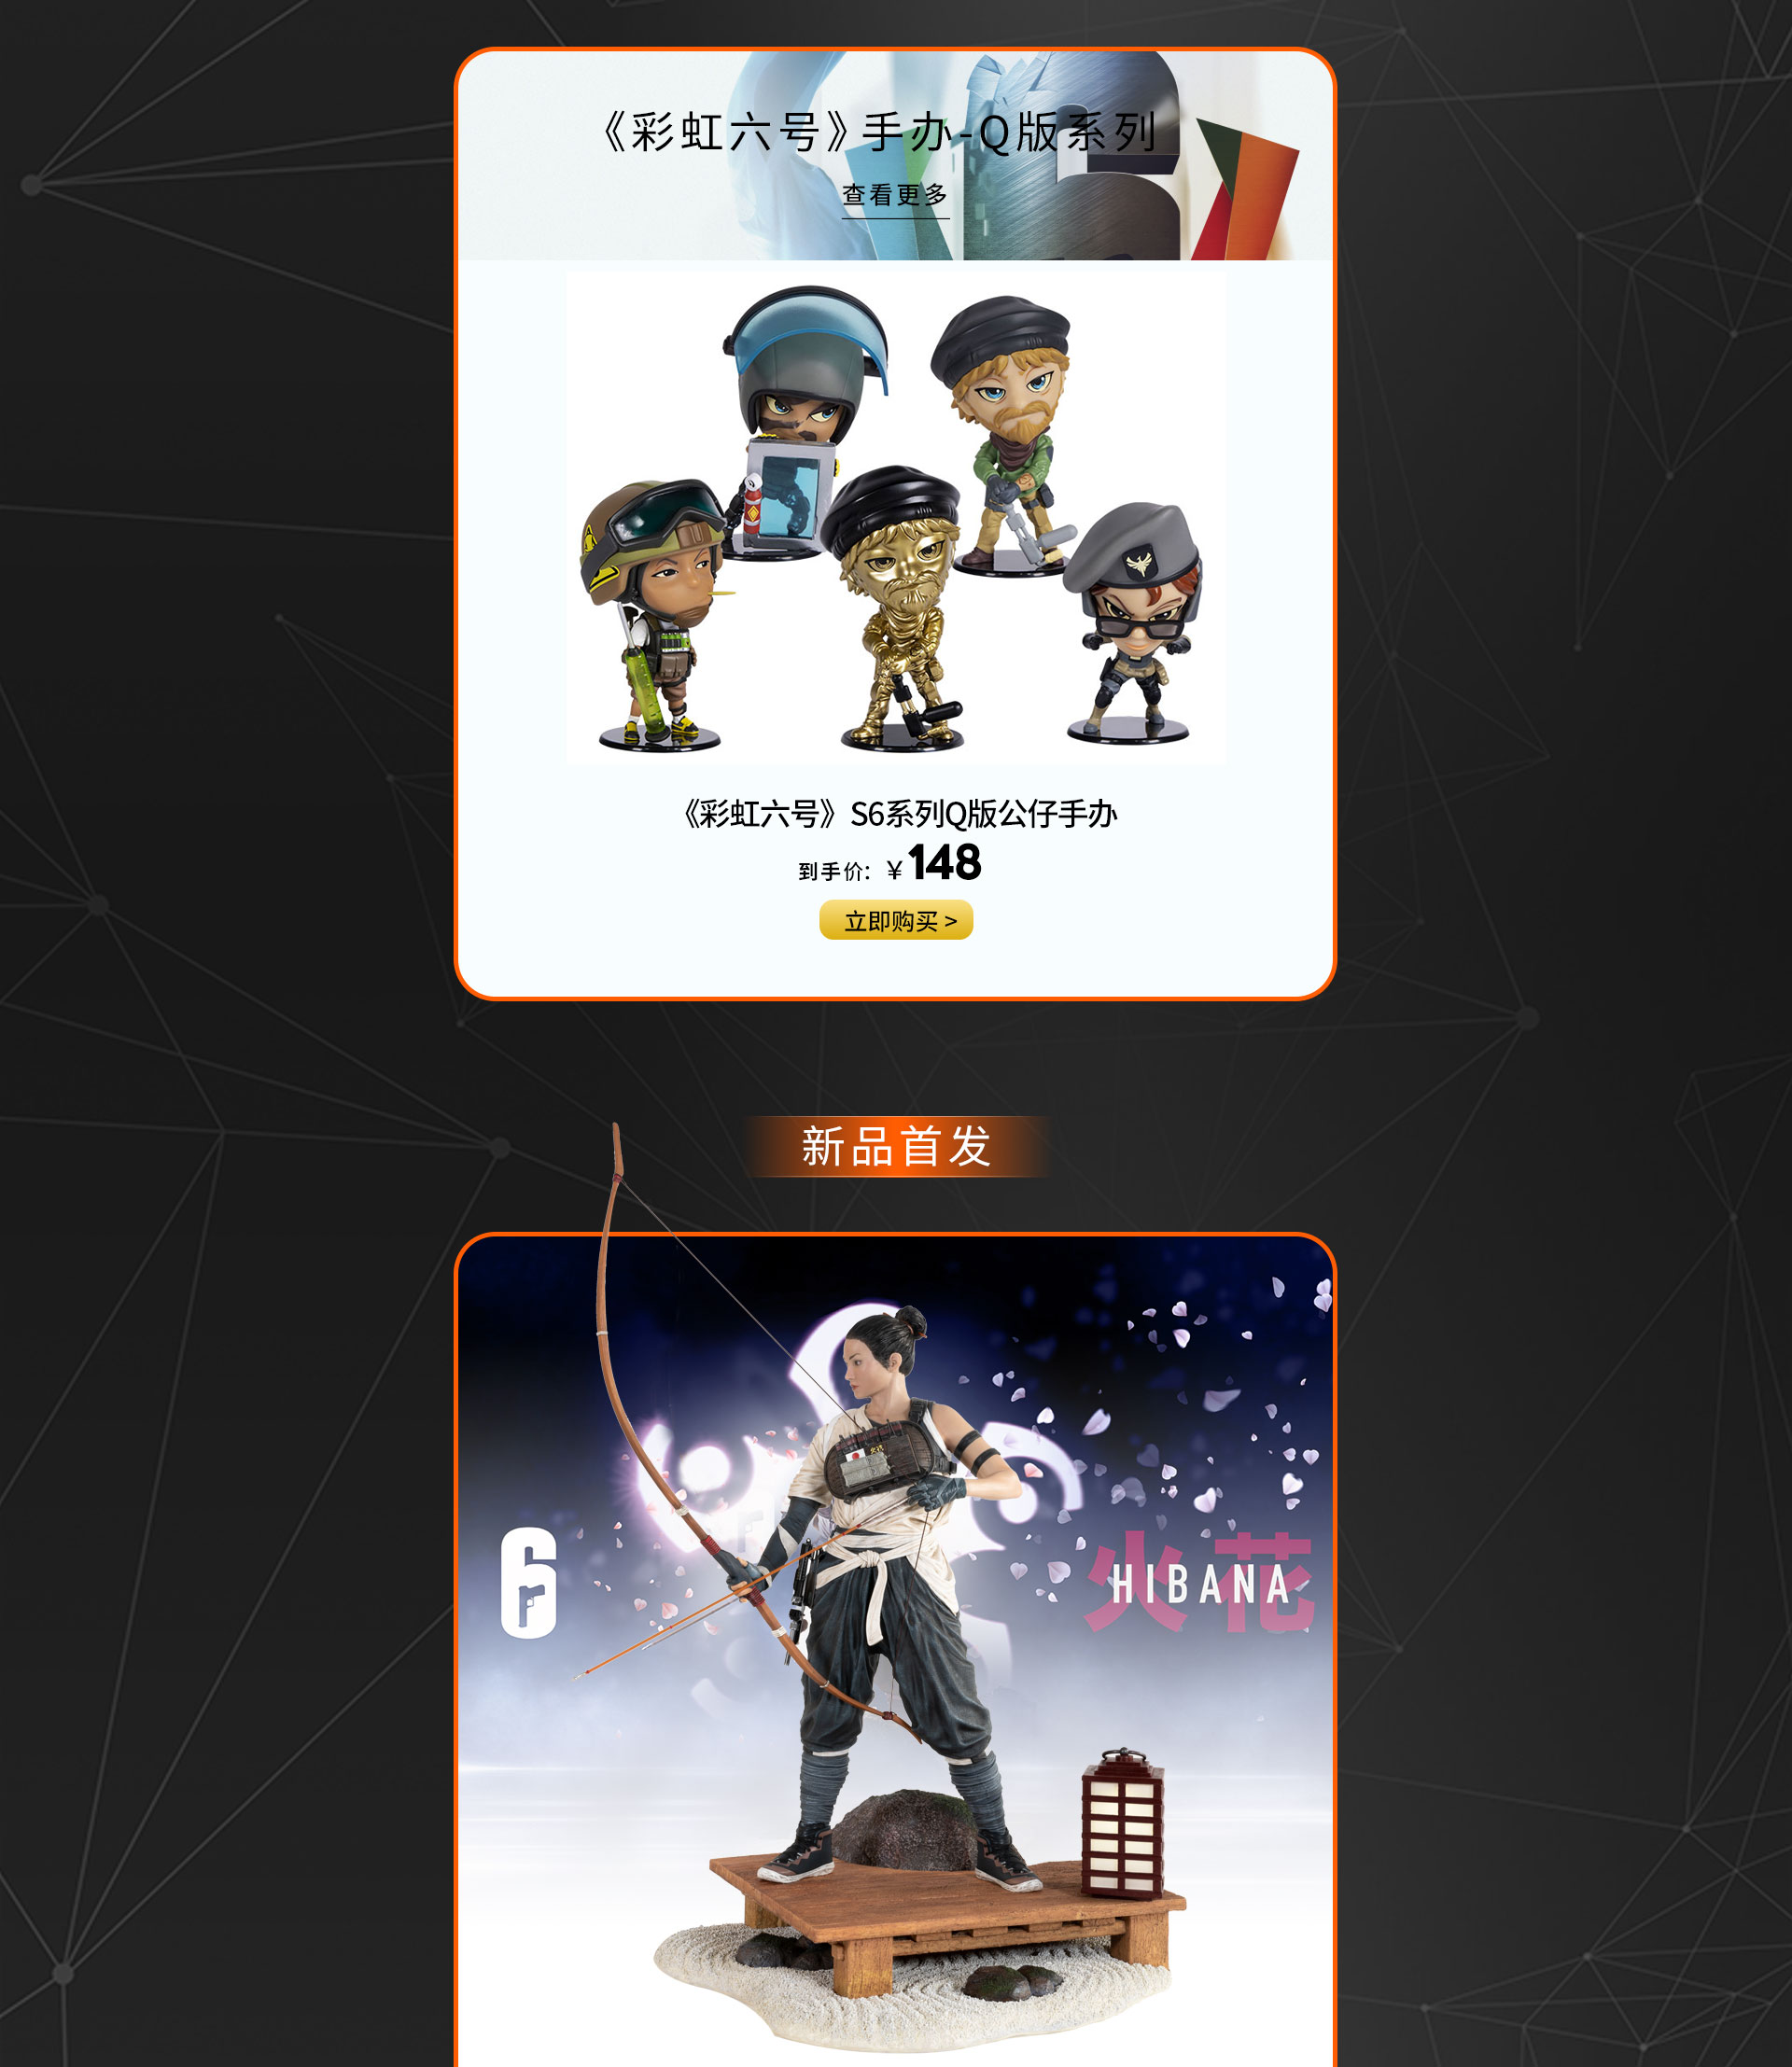 《彩虹六号》手办-Q版系列
查看更多
《彩虹六号》S6系列Q版公仔手办
到手价: ¥148
立即购买 >
新品首发
6
火花
HIBANA